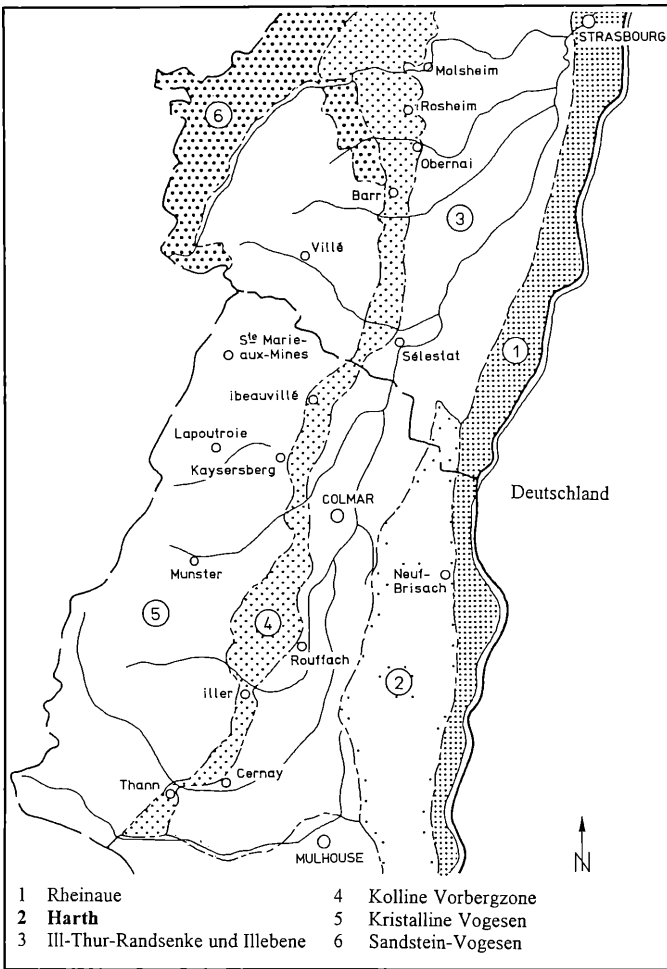 STRASBOURG
Molsheim
6
Rosheim
Obernai
Barr
3
Villé
Ste Marie-
aux-Mines
Sélestat
1
ibeauvillé
Lapoutroie
Kaysersberg
Deutschland
COLMAR
Munster
Neuf-
Brisach
5
4
Rouffach
2
iller
Cernay
Thann
MULHOUSE
N
1 Rheinaue
2 Harth
3 Ill-Thur-Randsenke und Illebene
4 Kolline Vorbergzone
5 Kristalline Vogesen
6 Sandstein-Vogesen